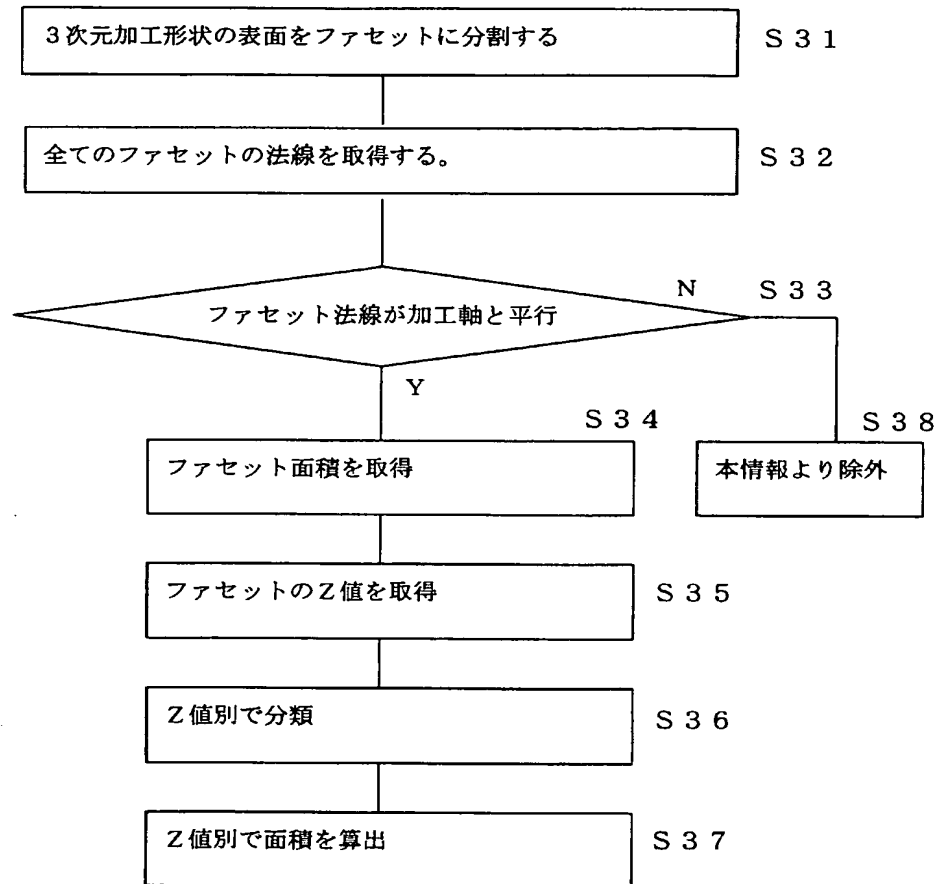 3次元加工形状の表面をファセットに分割する
S31
全てのファセットの法線を取得する。
S32
ファセット法線が加工軸と平行
N
S33
Y
S34
ファセット面積を取得
S38
本情報より除外
ファセットのZ値を取得
S35
Z値別で分類
S36
Z値別で面積を算出
S37